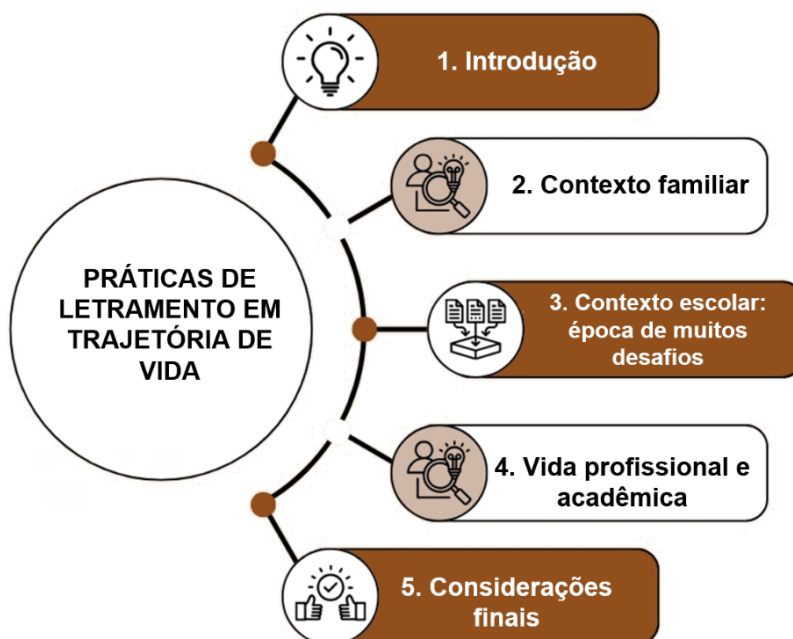 PRÁTICAS DE
LETRAMENTO EM
TRAJETÓRIA DE
VIDA
1. Introdução
2. Contexto familiar
3. Contexto escolar:
época de muitos
desafios
4. Vida profissional e
acadêmica
5. Considerações
finais